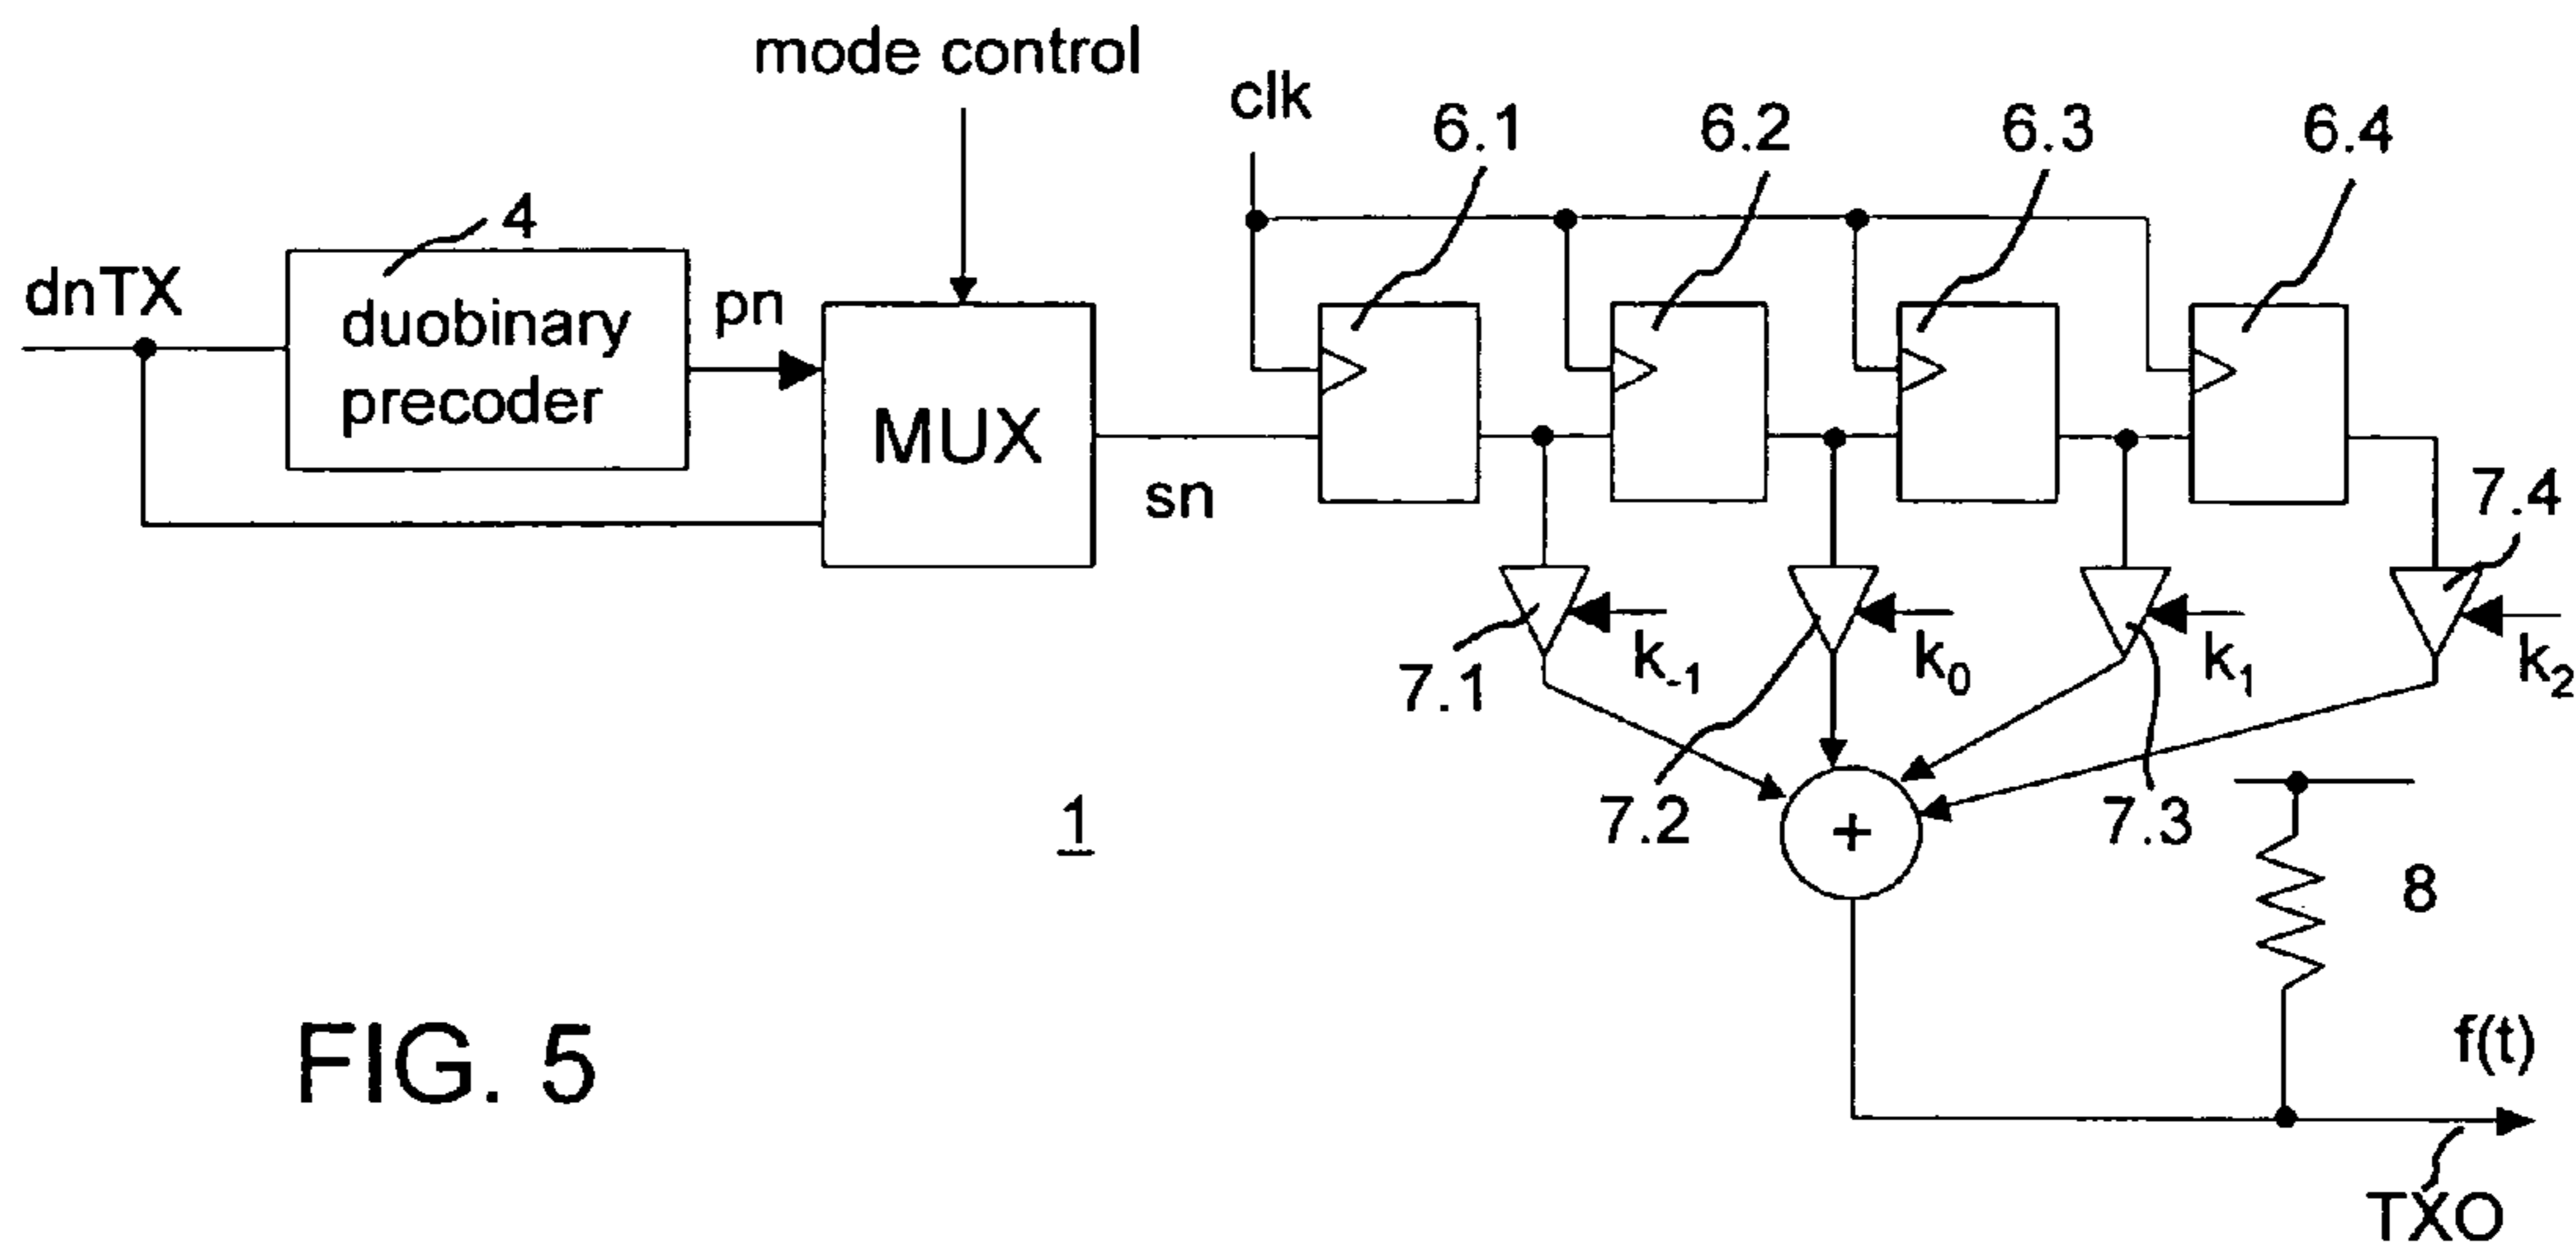 mode control
clk
6.1
6.2
6.3
6.4
4
dnTX
duobinary
precoder
pn
MUX
sn
7.4
7.1
k-1
k0
k1
k2
7.2
7.3
1
+
8
FIG. 5
f(t)
TXO